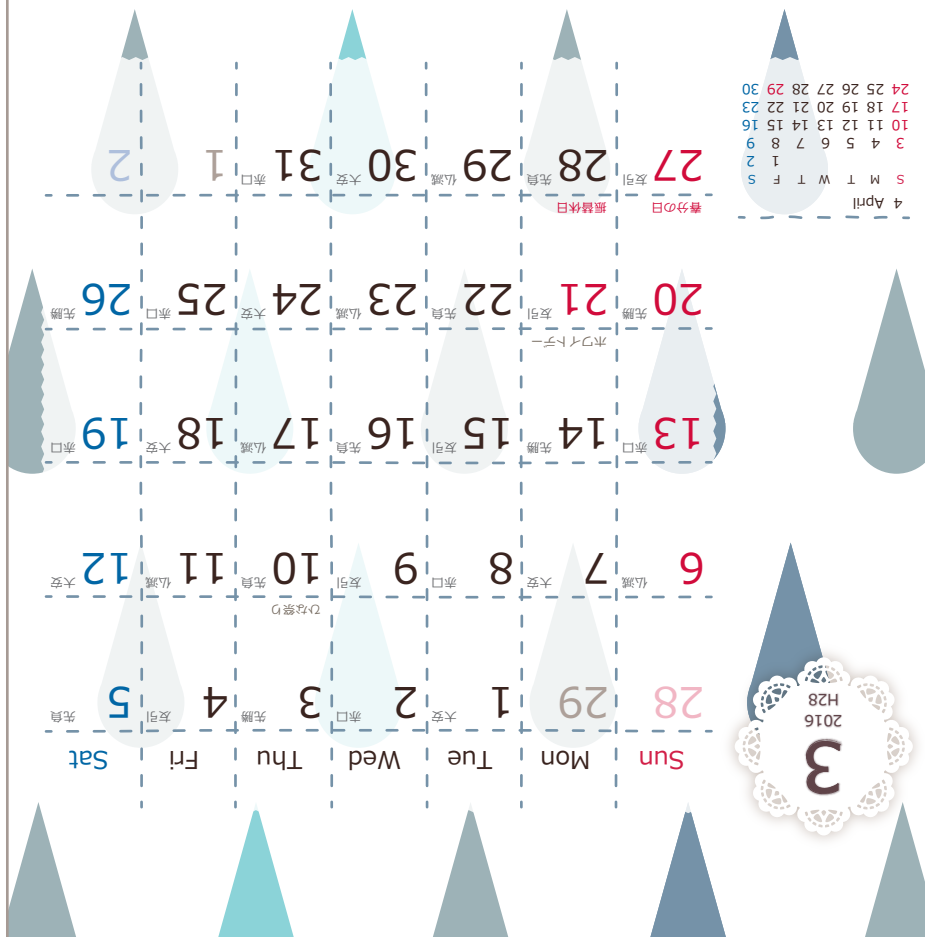 3
2016
H28
Sun Mon Tue Wed Thu Fri Sat
28 29 1 大安 2 赤口 3 先勝 4 友引 5 先負
ひな祭り
6 仏滅 7 大安 8 赤口 9 友引 10 先負 11 仏滅 12 大安
13 赤口 14 先勝 15 友引 16 先負 17 仏滅 18 大安 19 赤口
ホワイトデー
20 先勝 21 友引 22 先負 23 仏滅 24 大安 25 赤口 26 先勝
春分の日 振替休日
27 友引 28 先負 29 仏滅 30 大安 31 赤口 1 2
4 April
S M T W T F S
1 2
3 4 5 6 7 8 9
10 11 12 13 14 15 16
17 18 19 20 21 22 23
24 25 26 27 28 29 30